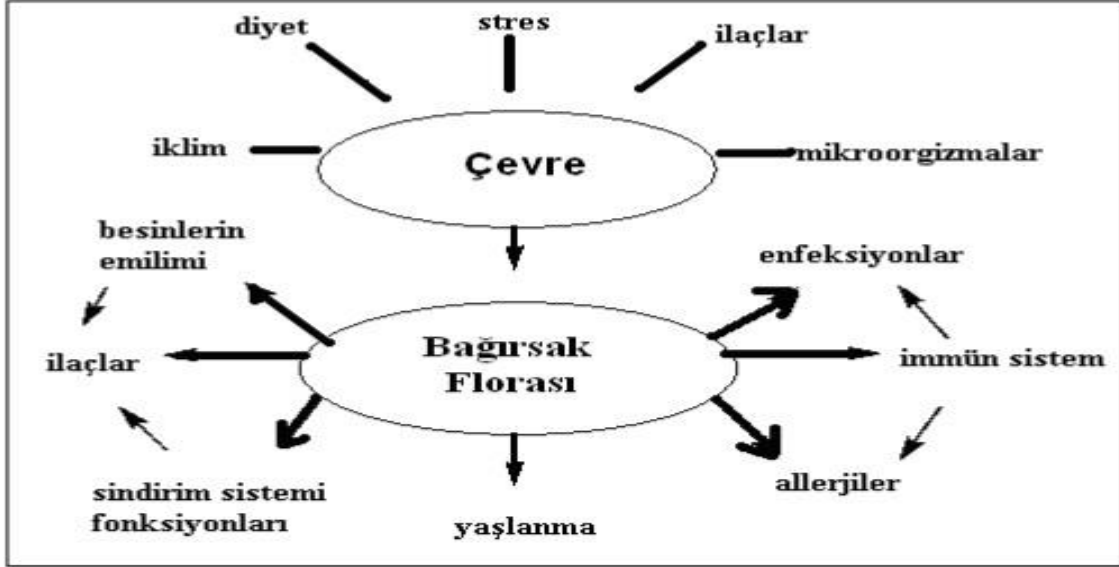 diyet
stres
ilaçlar
iklim
Çevre
mikroorgizmalar
besinlerin
emilimi
enfeksiyonlar
ilaçlar
Bağırsak
Florası
immün sistem
sindirim sistemi
fonksiyonları
allerjiler
yaşlanma